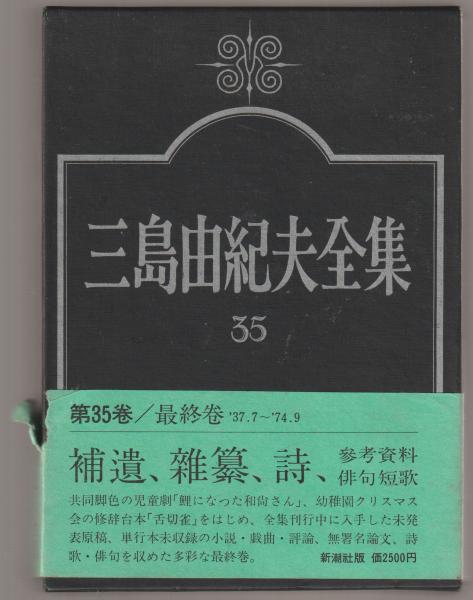 三島由紀夫全集
35
第35巻／最終巻 '37.7〜'74.9
補遺、雜纂、詩、參考資料
俳句短歌
共同脚色の児童劇「鯉になった和尚さん」、幼稚園クリスマス
会の修辞台本「舌切雀」をはじめ、全集刊行中に入手した未発
表原稿、単行本未収録の小説・戯曲・評論、無署名論文、詩
歌・俳句を収めた多彩な最終巻。
新潮社版 価2500円